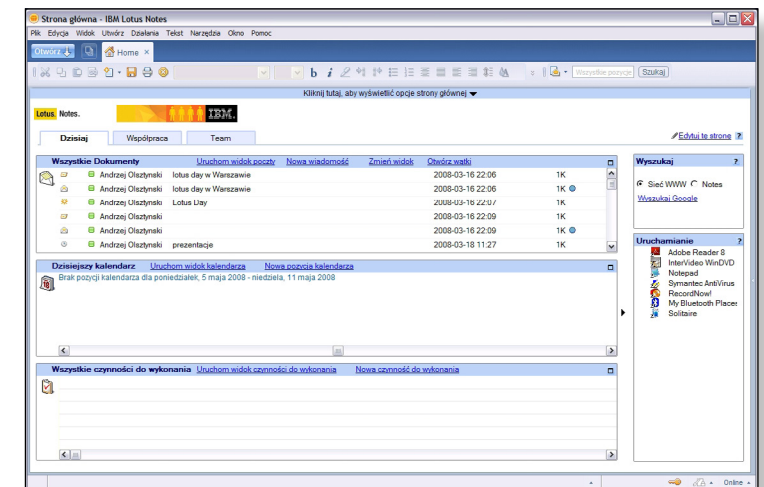 Strona główna - IBM Lotus Notes
Plik Edycja Widok Utwórz Działania Tekst Narzędzia Okno Pomoc
Otwórz Home ×
b i Wszystkie pozycje Szukaj
Kliknij tutaj, aby wyświetlić opcje strony głównej
Lotus. Notes. IBM.
Dzisiaj Współpraca Team Edytuj tę stronę ?
Wszystkie Dokumenty Uruchom widok poczty Nowa wiadomość Zmień widok Otwórz wątki
Andrzej Olsztynski lotus day w Warszawie 2008-03-16 22:06 1K
Andrzej Olsztynski lotus day w Warszawie 2008-03-16 22:06 1K
Andrzej Olsztynski Lotus Day 2008-03-16 22:07 1K
Andrzej Olsztynski 2008-03-16 22:09 1K
Andrzej Olsztynski 2008-03-16 22:09 1K
Andrzej Olsztynski prezentacje 2008-03-18 11:27 1K
Dzisiejszy kalendarz Uruchom widok kalendarza Nowa pozycja kalendarza
Brak pozycji kalendarza dla poniedziałek, 5 maja 2008 - niedziela, 11 maja 2008
Wszystkie czynności do wykonania Uruchom widok czynności do wykonania Nowa czynność do wykonania
Wyszukaj ?
Sieć WWW Notes
Wyszukaj Google
Uruchamianie ?
Adobe Reader 8
InterVideo WinDVD
Notepad
Symantec AntiVirus
RecordNow!
My Bluetooth Places
Solitaire
Online